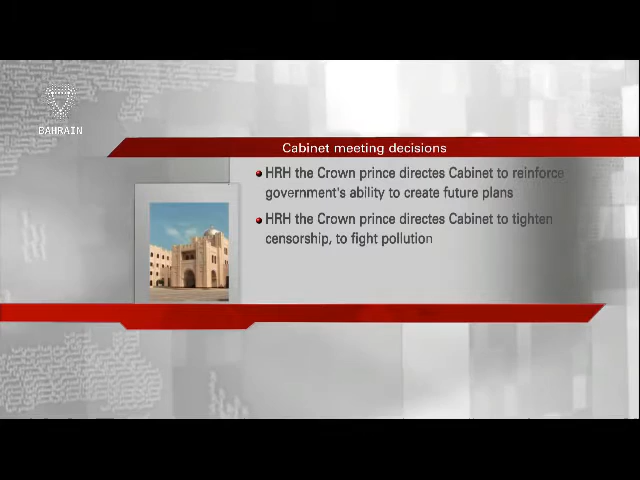 BAHRAIN
Cabinet meeting decisions
HRH the Crown prince directes Cabinet to reinforce
government's ability to create future plans
HRH the Crown prince directes Cabinet to tighten
censorship, to fight pollution